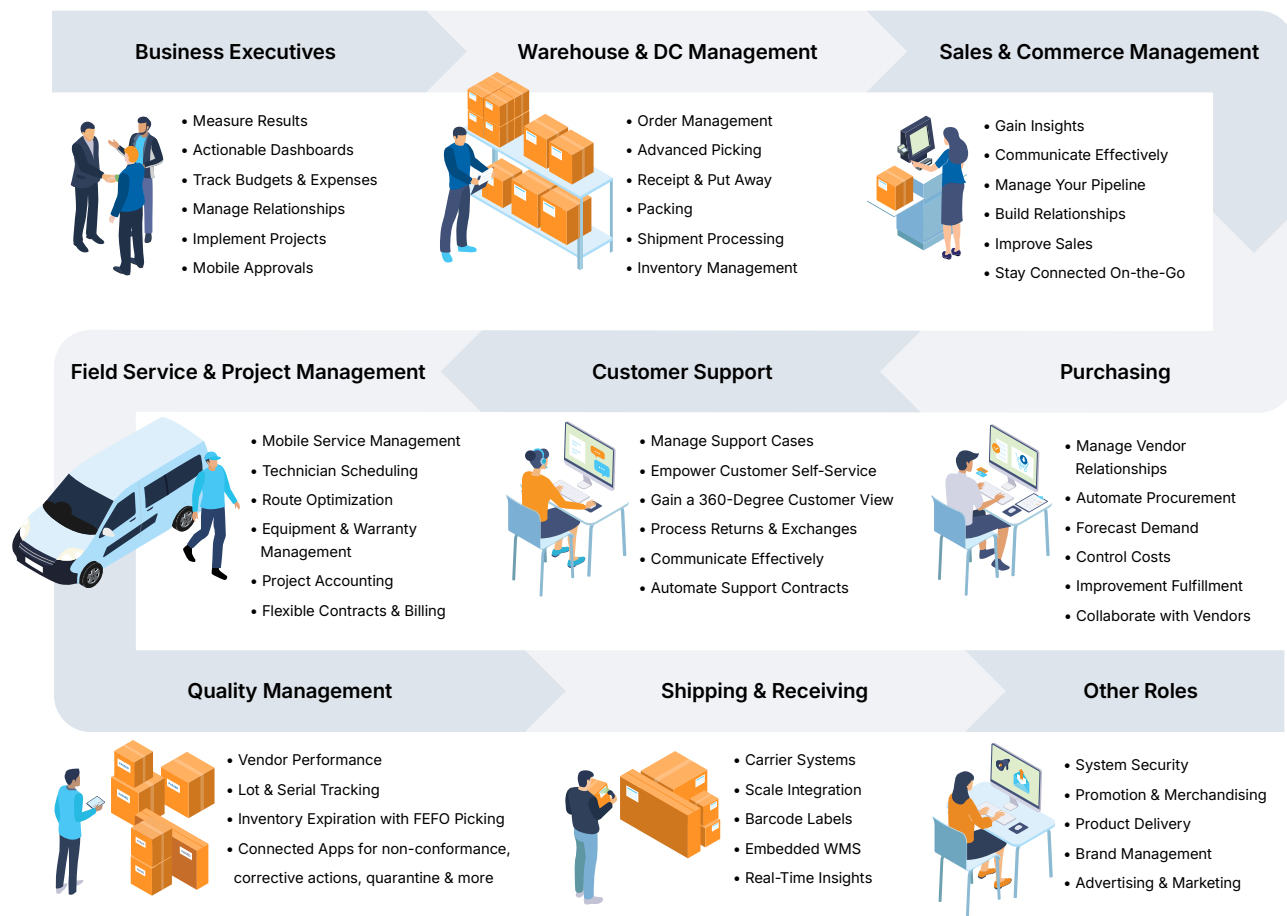 Business Executives
• Measure Results
• Actionable Dashboards
• Track Budgets & Expenses
• Manage Relationships
• Implement Projects
• Mobile Approvals
Warehouse & DC Management
• Order Management
• Advanced Picking
• Receipt & Put Away
• Packing
• Shipment Processing
• Inventory Management
Sales & Commerce Management
• Gain Insights
• Communicate Effectively
• Manage Your Pipeline
• Build Relationships
• Improve Sales
• Stay Connected On-the-Go
Field Service & Project Management
• Mobile Service Management
• Technician Scheduling
• Route Optimization
• Equipment & Warranty
Management
• Project Accounting
• Flexible Contracts & Billing
Customer Support
• Manage Support Cases
• Empower Customer Self-Service
• Gain a 360-Degree Customer View
• Process Returns & Exchanges
• Communicate Effectively
• Automate Support Contracts
Purchasing
• Manage Vendor
Relationships
• Automate Procurement
• Forecast Demand
• Control Costs
• Improvement Fulfillment
• Collaborate with Vendors
Quality Management
• Vendor Performance
• Lot & Serial Tracking
• Inventory Expiration with FEFO Picking
• Connected Apps for non-conformance,
corrective actions, quarantine & more
Shipping & Receiving
• Carrier Systems
• Scale Integration
• Barcode Labels
• Embedded WMS
• Real-Time Insights
Other Roles
• System Security
• Promotion & Merchandising
• Product Delivery
• Brand Management
• Advertising & Marketing